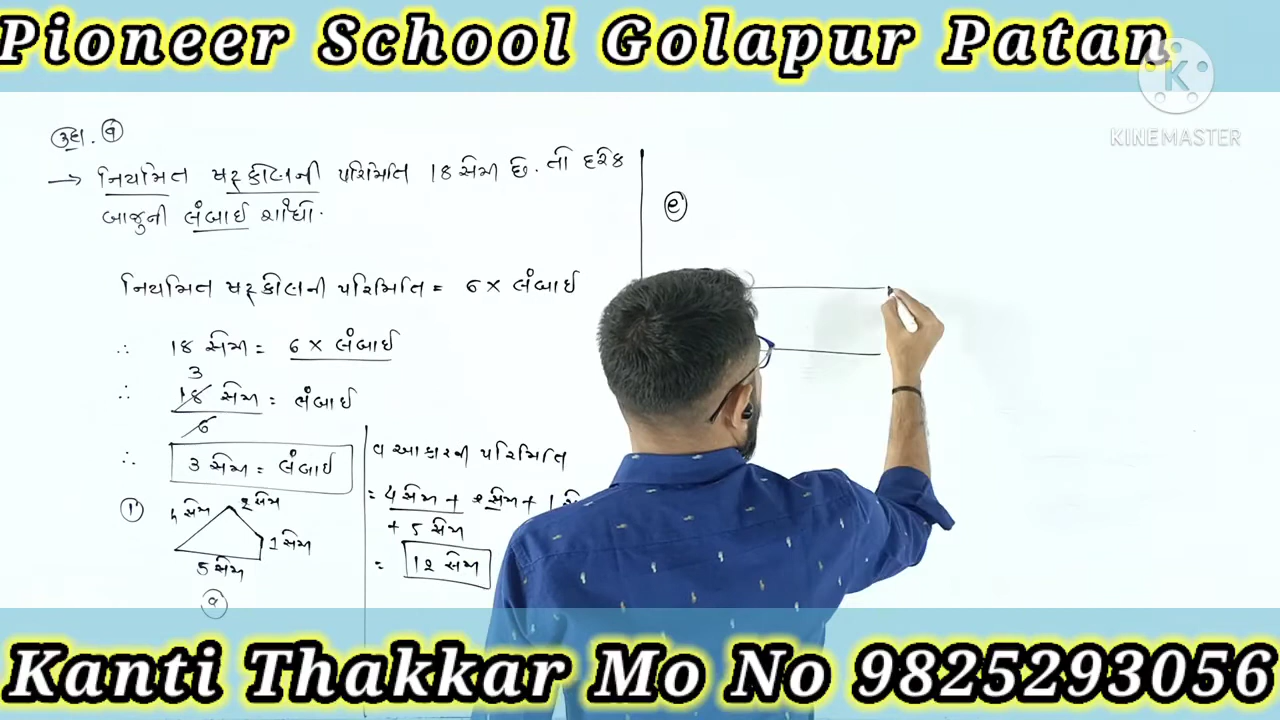 Pioneer School Golapur Patan
K
KINEMASTER
ઉદા. ૧
→ નિયમિત ષટ્કોણની પરિમિતિ 18 સેમી છે. તો દરેક
બાજુની લંબાઈ શોધો.
નિયમિત ષટ્કોણની પરિમિતિ = 6 × લંબાઈ
∴ 18 સેમી = 6 × લંબાઈ
3
∴ 18 સેમી = લંબાઈ
6
∴ 3 સેમી = લંબાઈ
1 4 સેમી 2 સેમી
1 સેમી
5 સેમી
a
a આકારની પરિમિતિ
= 4 સેમી + 2 સેમી + 1
+ 5 સેમી
= 12 સેમી
e
Kanti Thakkar Mo No 9825293056